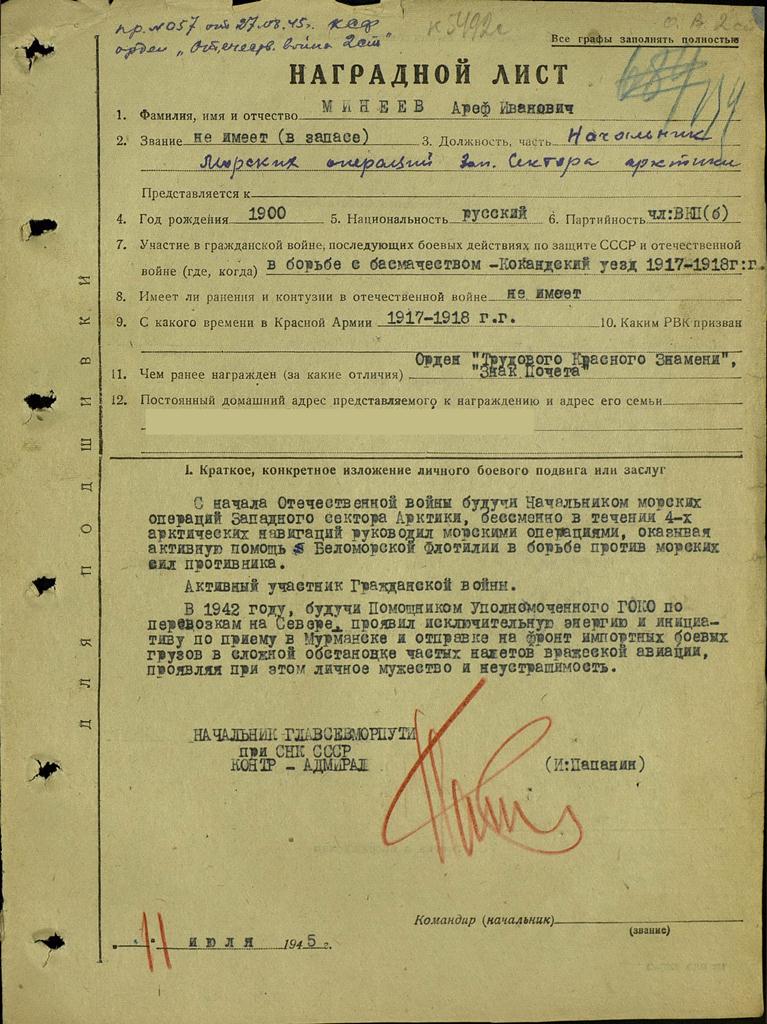 пр. N 057 от 27.08.45г. КСФ
орден „Отечеств. война 2 ст"
О. В. 2 ст
Все графы заполнять полностью
НАГРАДНОЙ ЛИСТ
1. Фамилия, имя и отчество МИНЕЕВ Ареф Иванович
2. Звание не имеет (в запасе) 3. Должность, часть Начальник
Морских операций Зап. Сектора арктики
Представляется к
4. Год рождения 1900 5. Национальность русский 6. Партийность чл:ВКП(б)
7. Участие в гражданской войне, последующих боевых действиях по защите СССР и отечественной
войне (где, когда) в борьбе с басмачеством -Кокандский уезд 1917-1918г:г.
8. Имеет ли ранения и контузии в отечественной войне не имеет
9. С какого времени в Красной Армии 1917-1918 г.г. 10. Каким РВК призван
Орден "Трудового Красного Знамени",
11. Чем ранее награжден (за какие отличия) "Знак Почета"
12. Постоянный домашний адрес представляемого к награждению и адрес его семьи
I. Краткое, конкретное изложение личного боевого подвига или заслуг
С начала Отечественной войны будучи Начальником морских
операций Западного сектора Арктики, бессменно в течении 4-х
арктических навигаций руководил морскими операциями, оказывая
активную помощь Беломорской Флотилии в борьбе против морских
сил противника.
Активный участник Гражданской войны.
В 1942 году, будучи Помощником Уполномоченного ГОКО по
перевозкам на Севере, проявил исключительную энергию и инициа-
тиву по приему в Мурманске и отправке на фронт импортных боевых
грузов в сложной обстановке частых налетов вражеской авиации,
проявляя при этом личное мужество и неустрашимость.
НАЧАЛЬНИК ГЛАВСЕВМОРПУТИ
при СНК СССР
КОНТР - АДМИРАЛ (И:Папанин)
Командир (начальник)
(звание)
11 июля 1945 г.
ДЛЯ ПОДШИВКИ